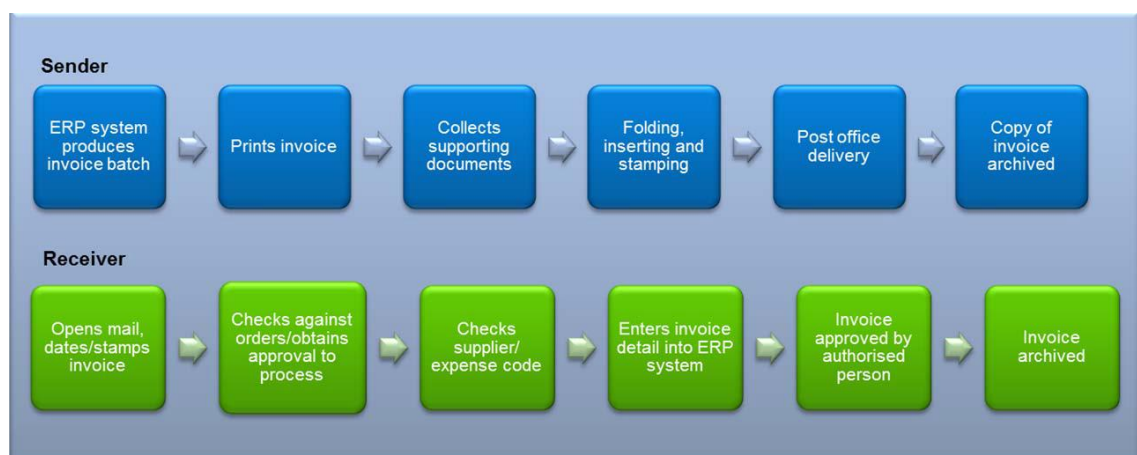 Sender
ERP system
produces
invoice batch
Prints invoice
Collects
supporting
documents
Folding,
inserting and
stamping
Post office
delivery
Copy of
invoice
archived
Receiver
Opens mail,
dates/stamps
invoice
Checks against
orders/obtains
approval to
process
Checks
supplier/
expense code
Enters invoice
detail into ERP
system
Invoice
approved by
authorised
person
Invoice
archived